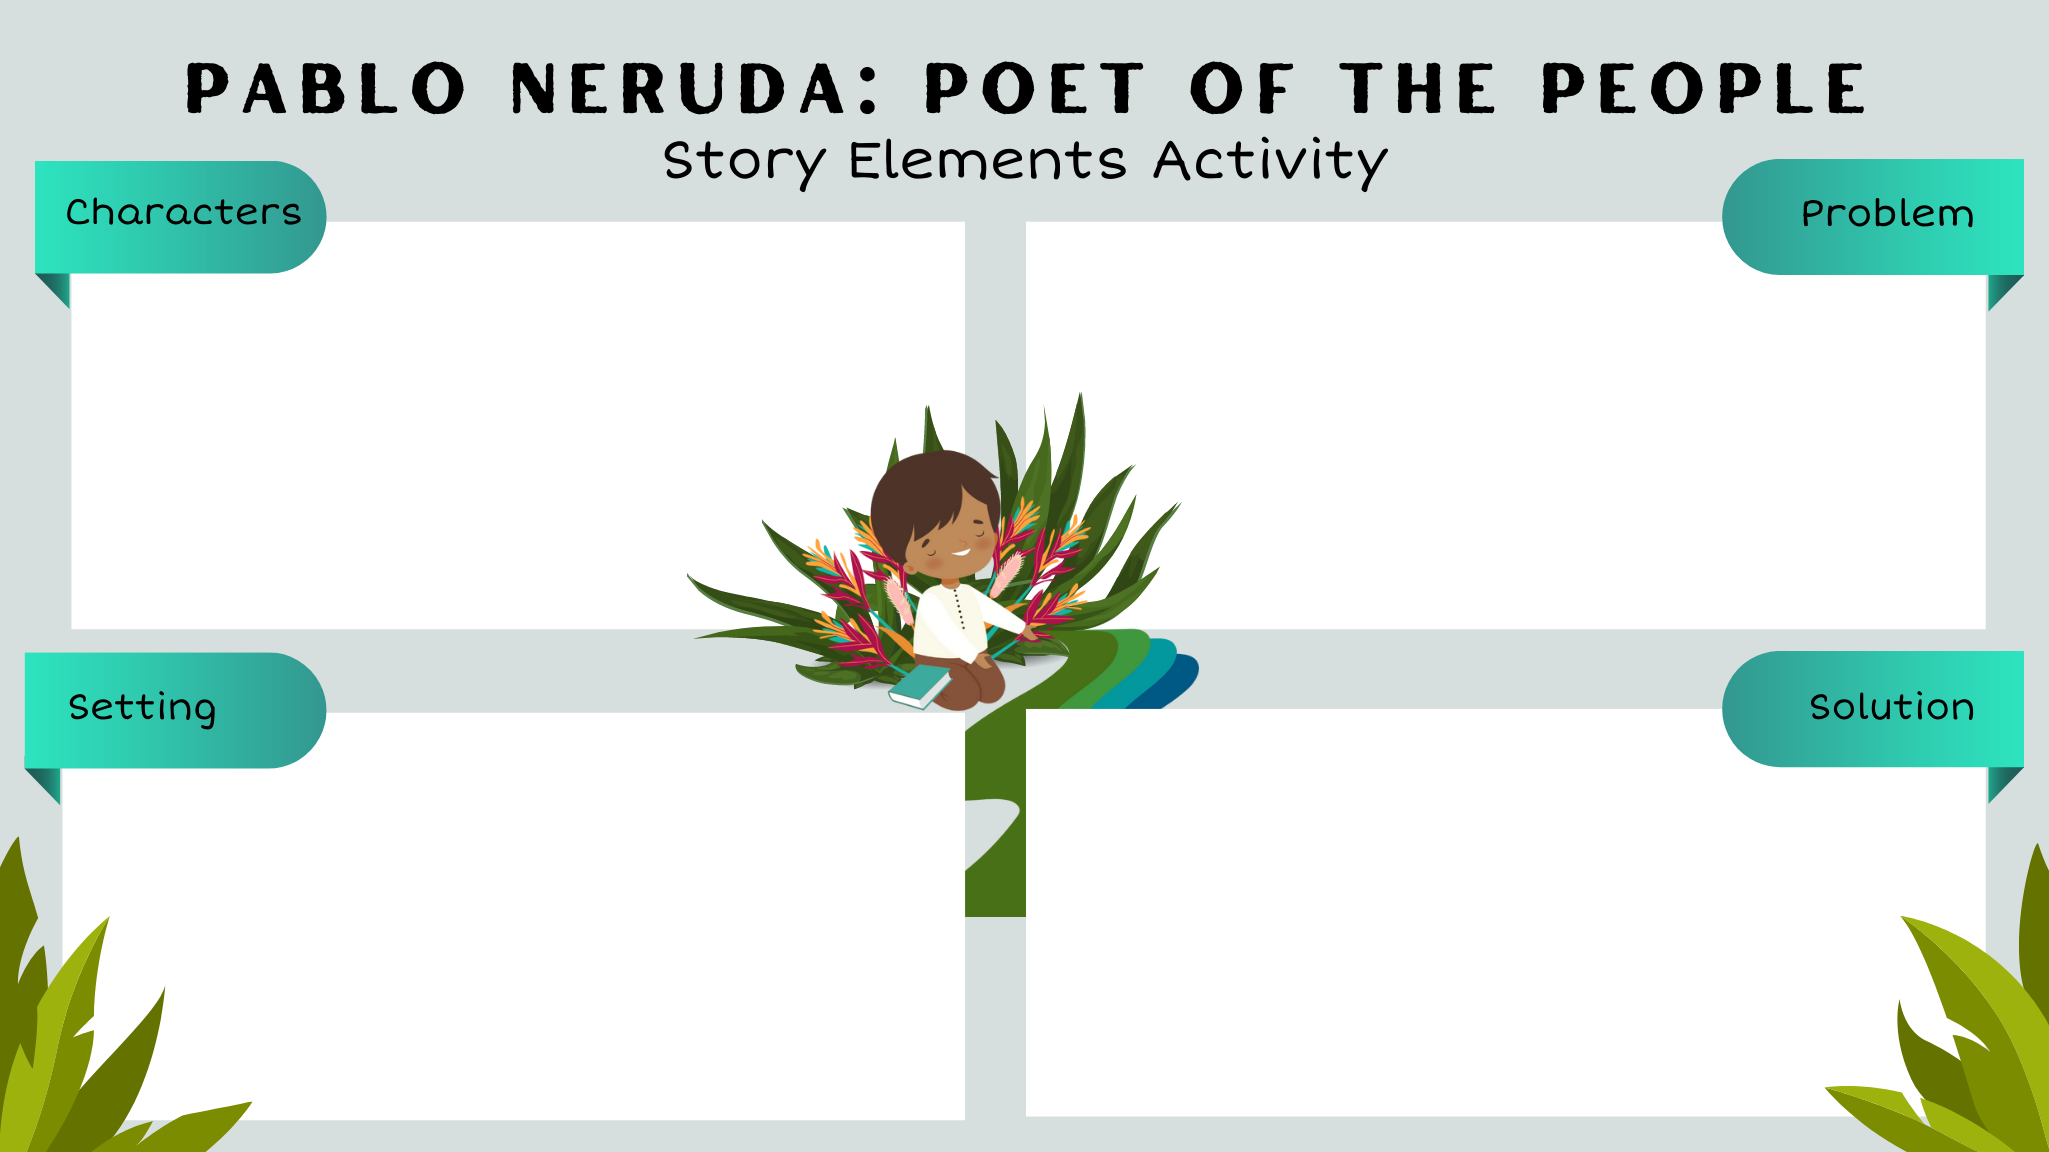 PABLO NERUDA: POET OF THE PEOPLE
Story Elements Activity
Characters
Problem
Setting
Solution